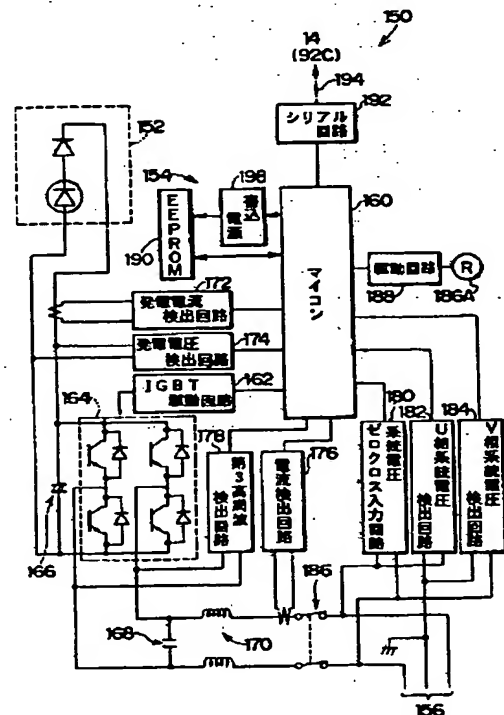 150
14
(92C)
194
192
シリアル
回路
152
154
198
160
EEPROM
書込
電源
190
マイコン
駆動回路
188
R
186A
172
発電電流
検出回路
174
発電電圧
検出回路
162
IGBT
駆動回路
164
178
176
180
182
184
第3高調波
検出回路
電流
検出回路
系統電圧
ゼロクロス入力回路
U相系統電圧
検出回路
V相系統電圧
検出回路
166
186
168
170
156